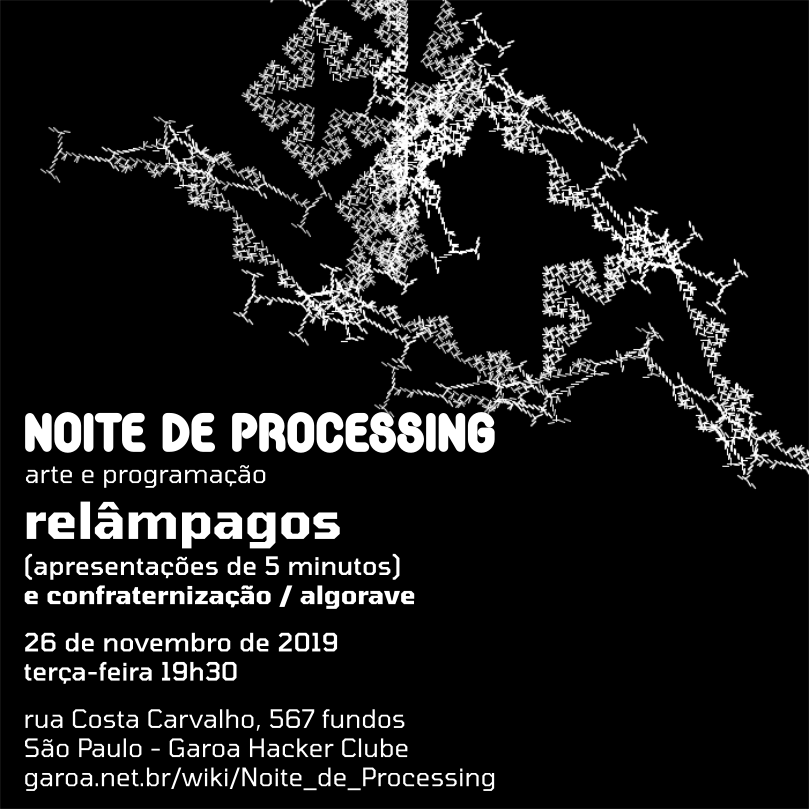 NOITE DE PROCESSING
arte e programação
relâmpagos
(apresentações de 5 minutos)
e confraternização / algorave
26 de novembro de 2019
terça-feira 19h30
rua Costa Carvalho, 567 fundos
São Paulo - Garoa Hacker Clube
garoa.net.br/wiki/Noite_de_Processing